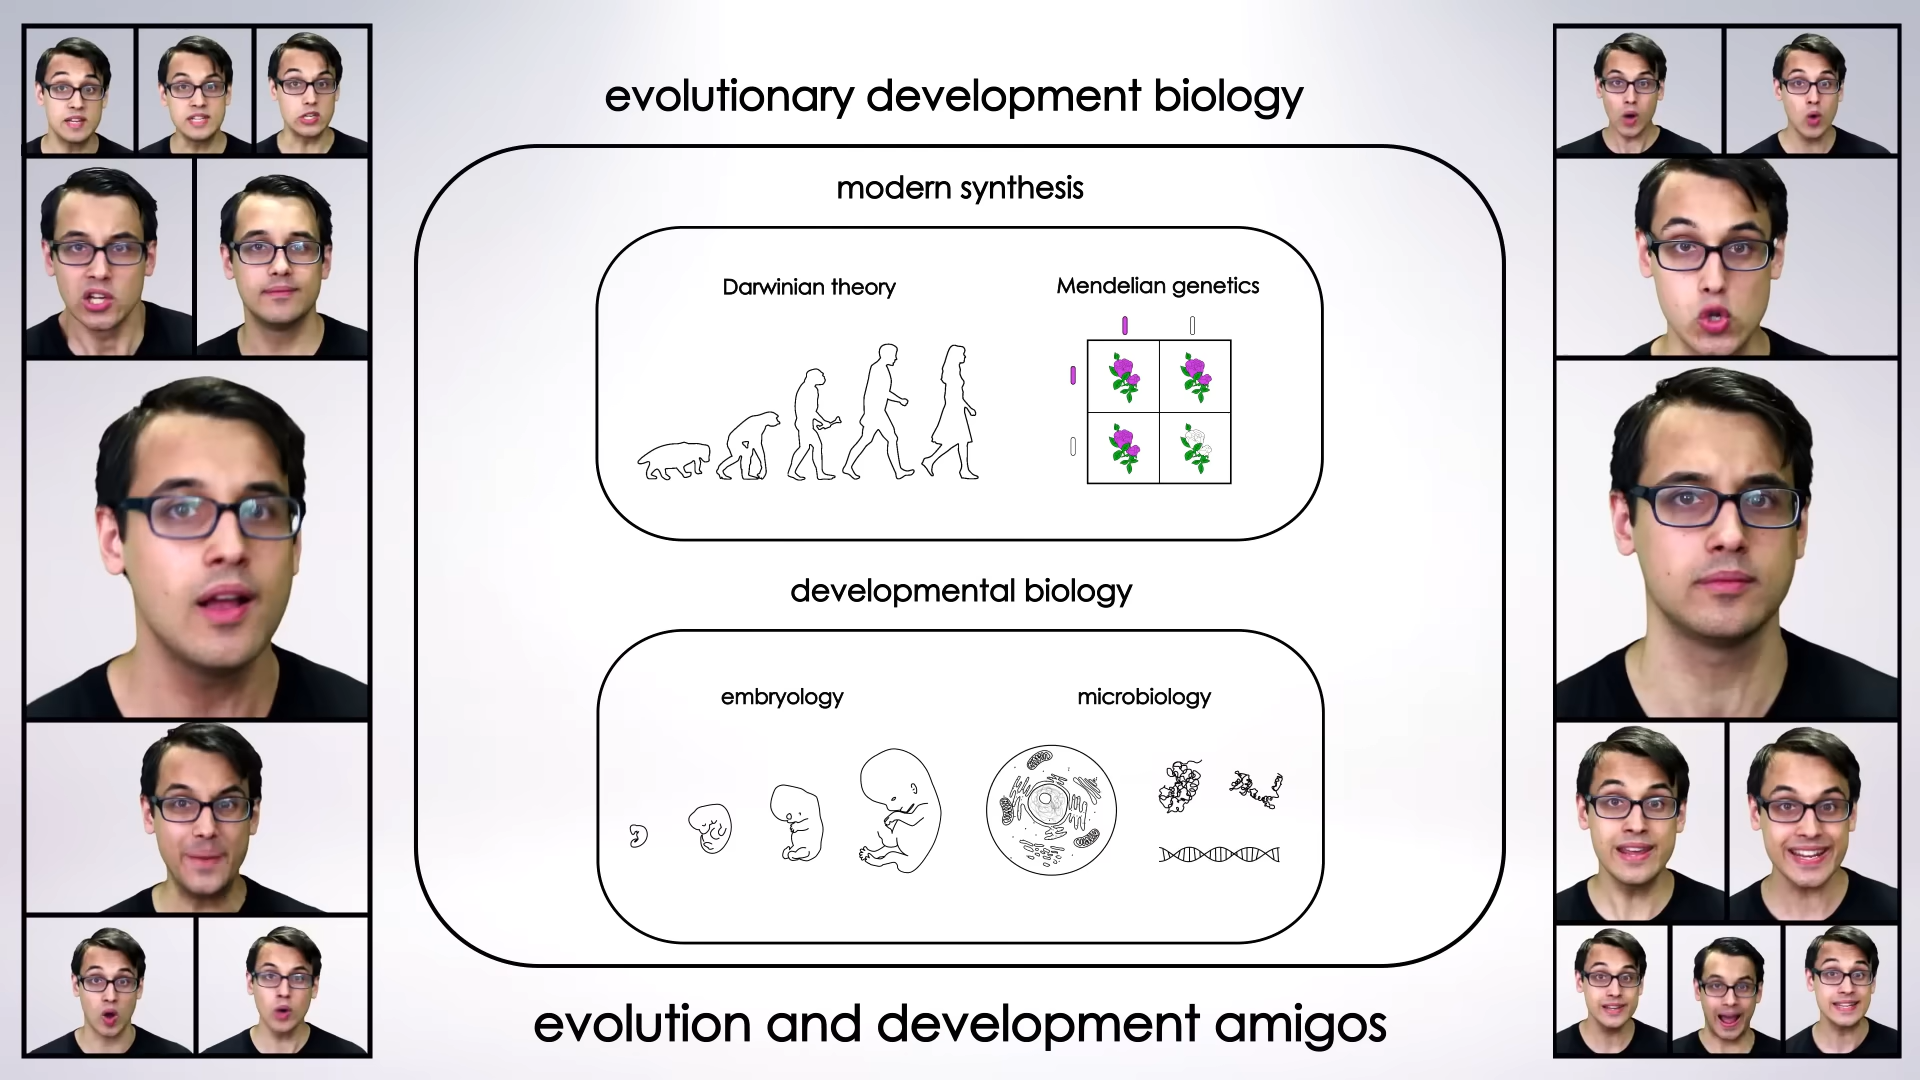 evolutionary development biology
modern synthesis
Darwinian theory
Mendelian genetics
developmental biology
embryology
microbiology
evolution and development amigos